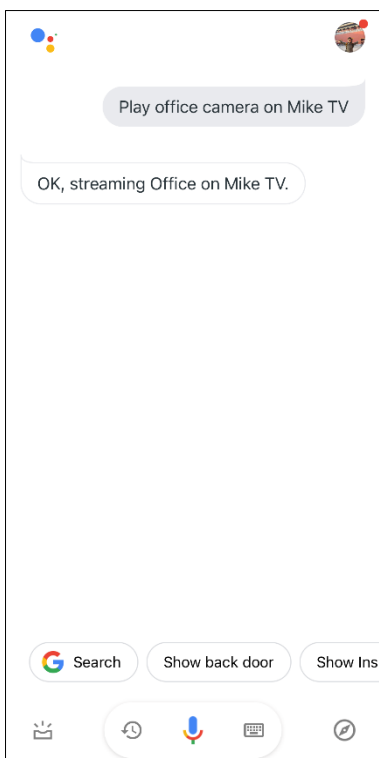 Play office camera on Mike TV
OK, streaming Office on Mike TV.
Search
Show back door
Show Ins